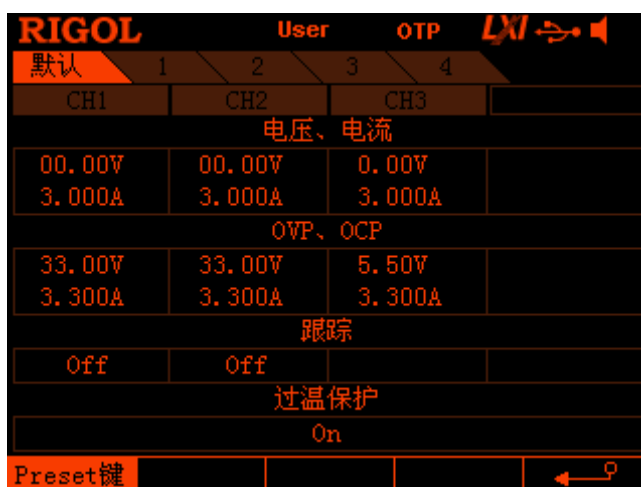 RIGOL User OTP LXI
默认 1 2 3 4
CH1 CH2 CH3
电压、电流
00.00V 00.00V 0.00V
3.000A 3.000A 3.000A
OVP、OCP
33.00V 33.00V 5.50V
3.300A 3.300A 3.300A
跟踪
Off Off
过温保护
On
Preset键